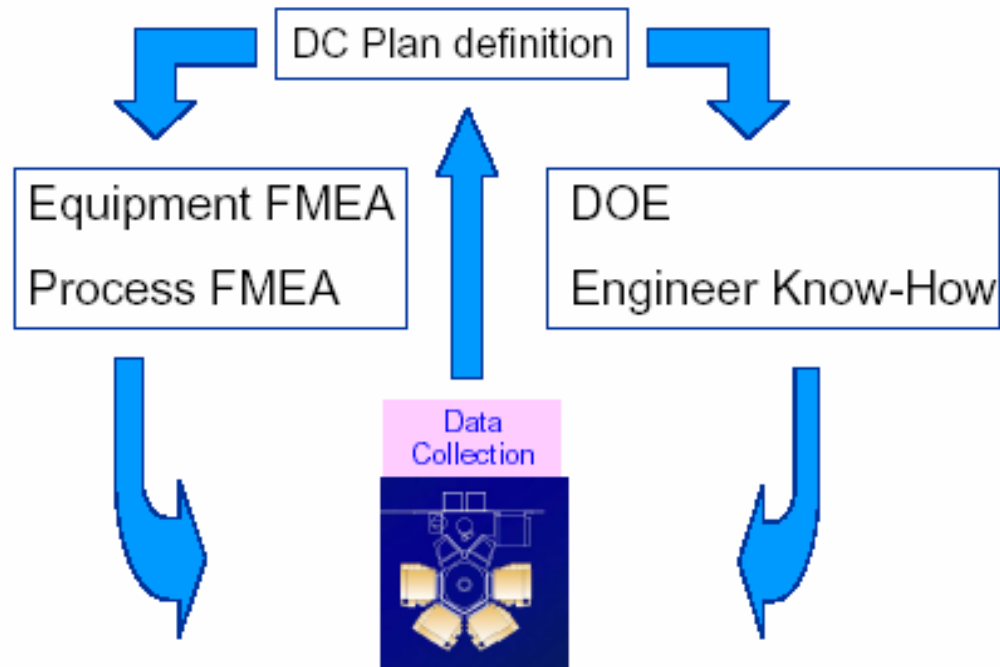 DC Plan definition
Equipment FMEA
Process FMEA
DOE
Engineer Know-How
Data
Collection